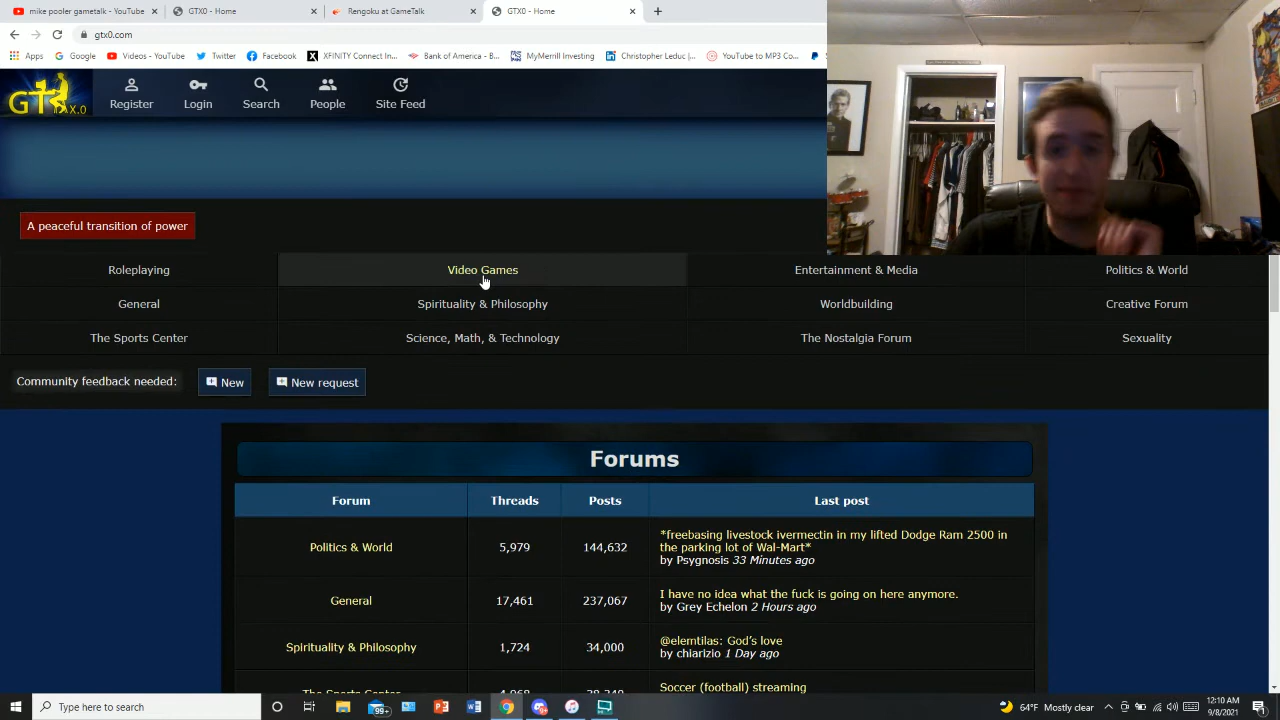 mike pooler gametalk - YouTube
GTX0 - Home
Rengoku at GameTalk
GTX0 - Home
gtx0.com
Apps
Google
Videos - YouTube
Twitter
Facebook
XFINITY Connect In...
Bank of America - B...
MyMerrill Investing
Christopher Leduc |...
YouTube to MP3 Co...
GTX.0
Register
Login
Search
People
Site Feed
A peaceful transition of power
Roleplaying
Video Games
Entertainment & Media
Politics & World
General
Spirituality & Philosophy
Worldbuilding
Creative Forum
The Sports Center
Science, Math, & Technology
The Nostalgia Forum
Sexuality
Community feedback needed:
New
New request
Forums
Forum Threads Posts Last post
Politics & World 5,979 144,632
*freebasing livestock ivermectin in my lifted Dodge Ram 2500 in
the parking lot of Wal-Mart*
by Psygnosis 33 Minutes ago
General 17,461 237,067
I have no idea what the fuck is going on here anymore.
by Grey Echelon 2 Hours ago
Spirituality & Philosophy 1,724 34,000
@elemtilas: God's love
by chiarizio 1 Day ago
Soccer (football) streaming
The Sports Center
Type here to search
99+
64°F Mostly clear
12:10 AM
9/8/2021